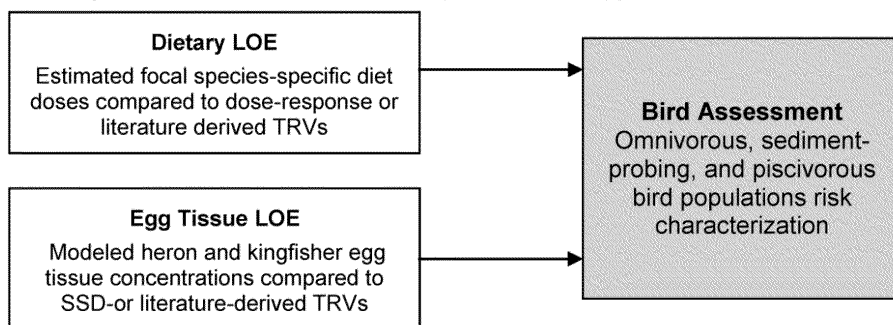 Dietary LOE
Estimated focal species-specific diet
doses compared to dose-response or
literature derived TRVs
Egg Tissue LOE
Modeled heron and kingfisher egg
tissue concentrations compared to
SSD-or literature-derived TRVs
Bird Assessment
Omnivorous, sediment-
probing, and piscivorous
bird populations risk
characterization